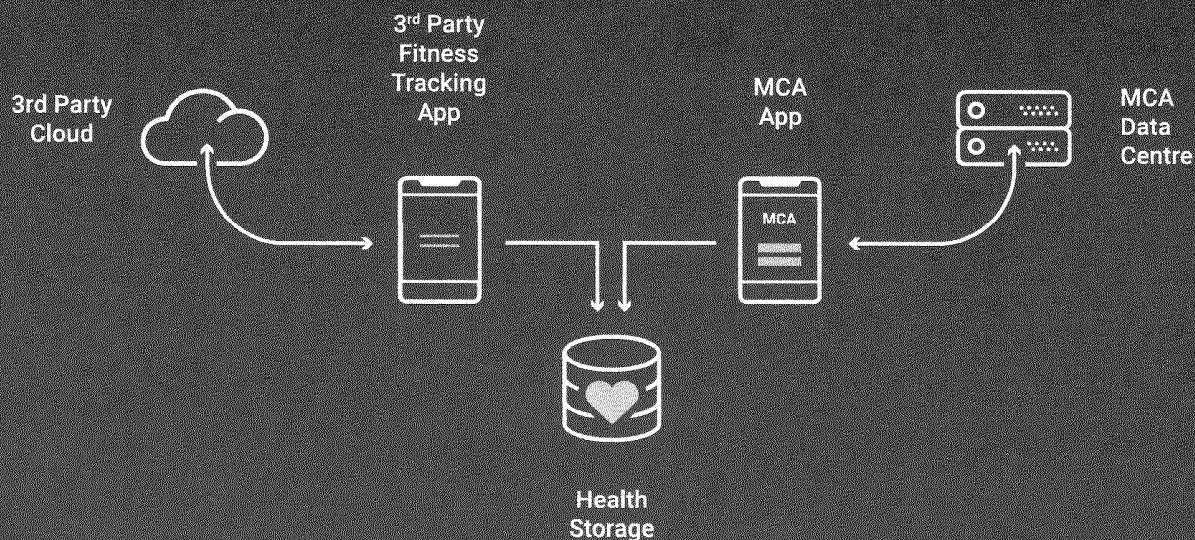 3rd Party
Cloud
3rd Party
Fitness
Tracking
App
MCA
App
MCA
Data
Centre
MCA
Health
Storage